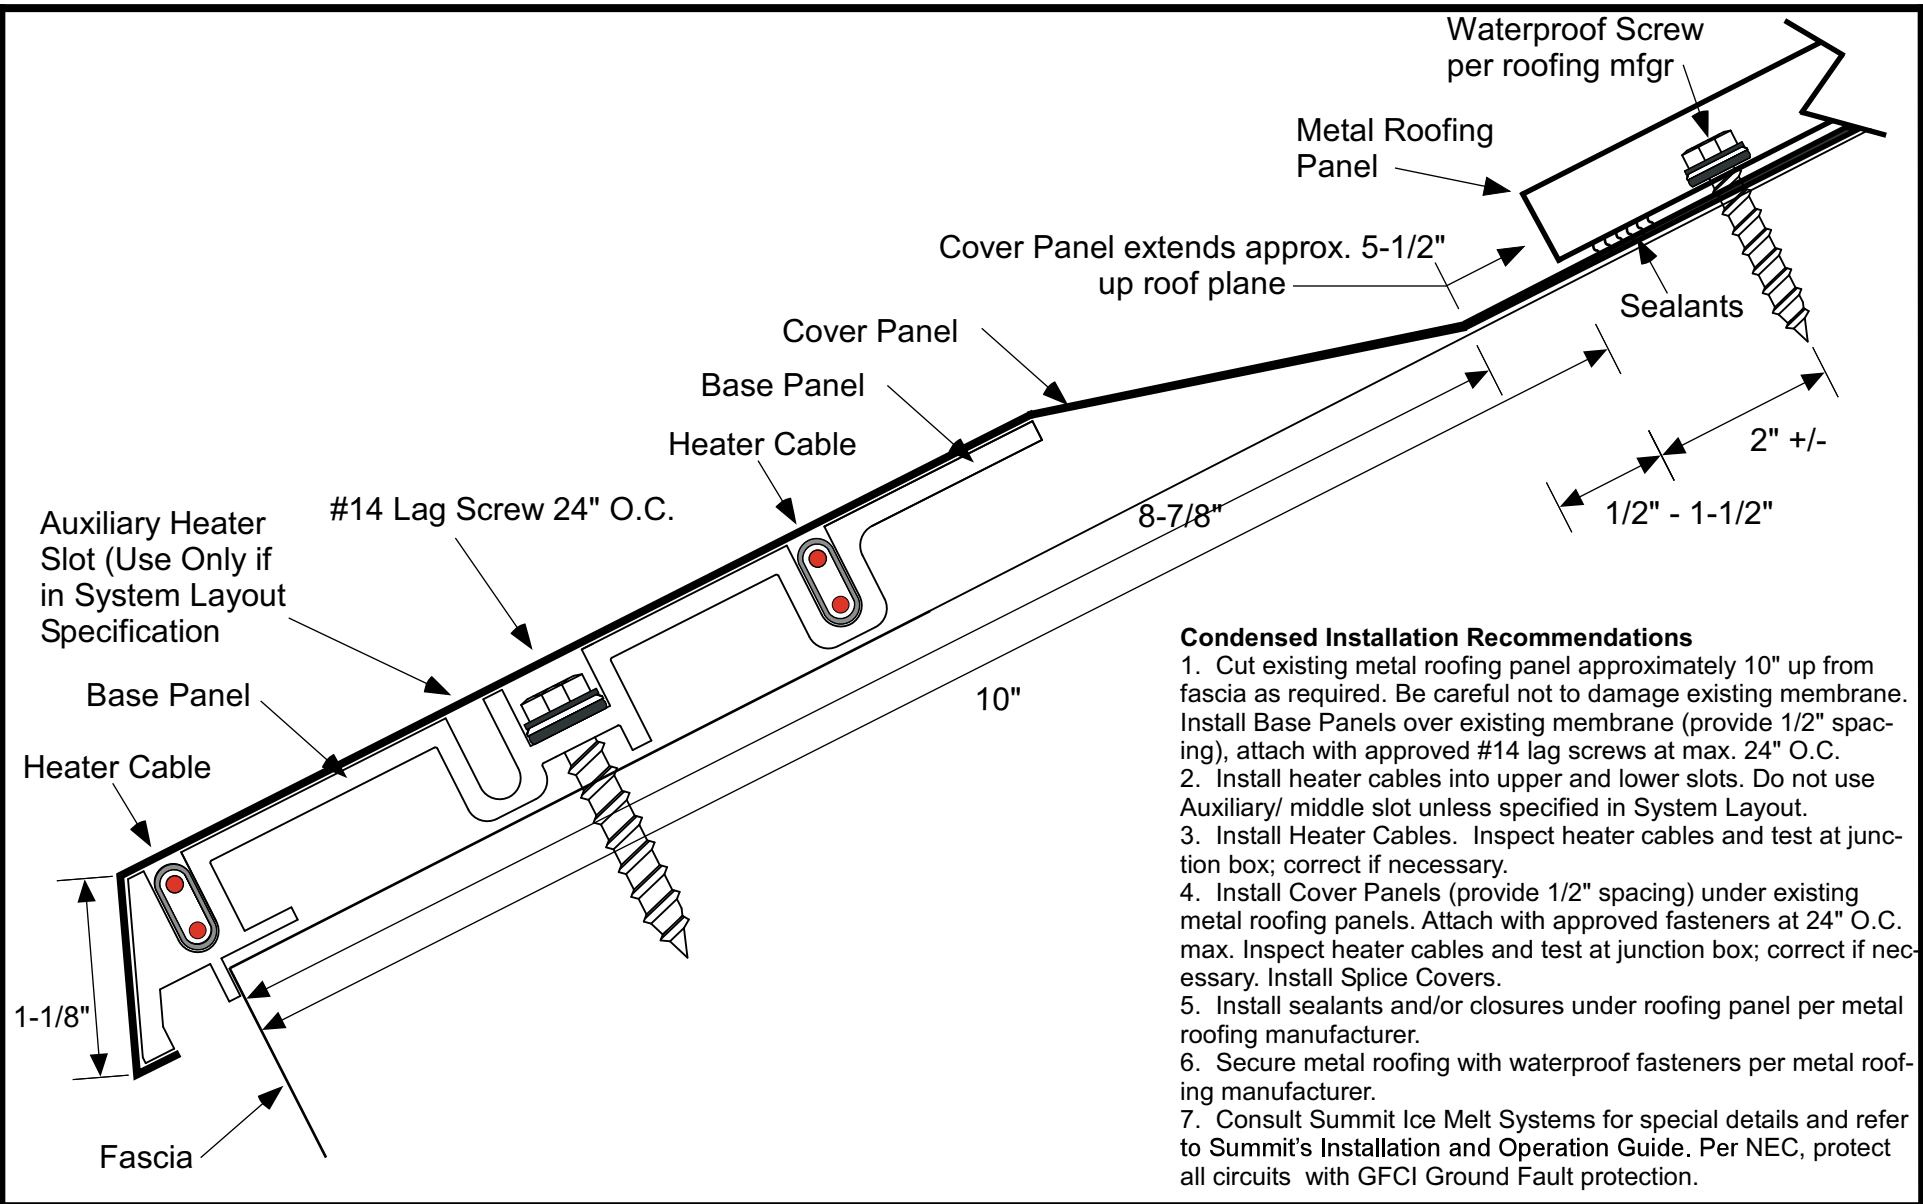 Waterproof Screw
per roofing mfgr
Metal Roofing
Panel
Cover Panel extends approx. 5-1/2"
up roof plane
Sealants
Cover Panel
Base Panel
Heater Cable
2" +/-
#14 Lag Screw 24" O.C.
8-7/8"
1/2" - 1-1/2"
Auxiliary Heater
Slot (Use Only if
in System Layout
Specification
Base Panel
10"
Heater Cable
1-1/8"
Fascia
Condensed Installation Recommendations
1. Cut existing metal roofing panel approximately 10" up from
fascia as required. Be careful not to damage existing membrane.
Install Base Panels over existing membrane (provide 1/2" spac-
ing), attach with approved #14 lag screws at max. 24" O.C.
2. Install heater cables into upper and lower slots. Do not use
Auxiliary/ middle slot unless specified in System Layout.
3. Install Heater Cables. Inspect heater cables and test at junc-
tion box; correct if necessary.
4. Install Cover Panels (provide 1/2" spacing) under existing
metal roofing panels. Attach with approved fasteners at 24" O.C.
max. Inspect heater cables and test at junction box; correct if nec-
essary. Install Splice Covers.
5. Install sealants and/or closures under roofing panel per metal
roofing manufacturer.
6. Secure metal roofing with waterproof fasteners per metal roof-
ing manufacturer.
7. Consult Summit Ice Melt Systems for special details and refer
to Summit's Installation and Operation Guide. Per NEC, protect
all circuits with GFCI Ground Fault protection.